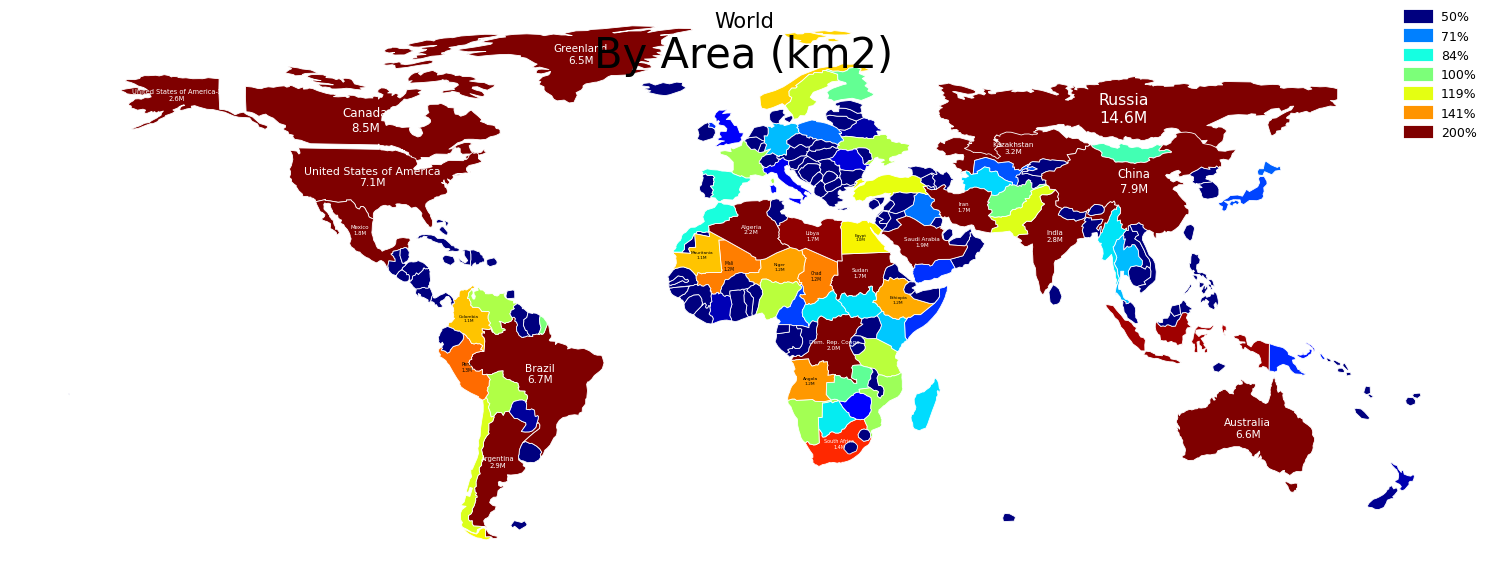 World
By Area (km2)
50%
71%
84%
100%
119%
141%
200%
Greenland
6.5M
United States of America-
2.6M
Canada
8.5M
Russia
14.6M
Kazakhstan
3.2M
United States of America
7.1M
China
7.9M
Mexico
1.8M
Algeria
2.2M
Libya
1.7M
Egypt
1.0M
Iran
1.7M
India
2.8M
Saudi Arabia
1.9M
Mauritania
1.1M
Mali
1.2M
Niger
1.2M
Chad
1.2M
Sudan
1.7M
Ethiopia
1.2M
Colombia
1.1M
Peru
1.3M
Brazil
6.7M
Dem. Rep. Congo
2.0M
Angola
1.2M
South Africa
1.4M
Argentina
2.9M
Australia
6.6M